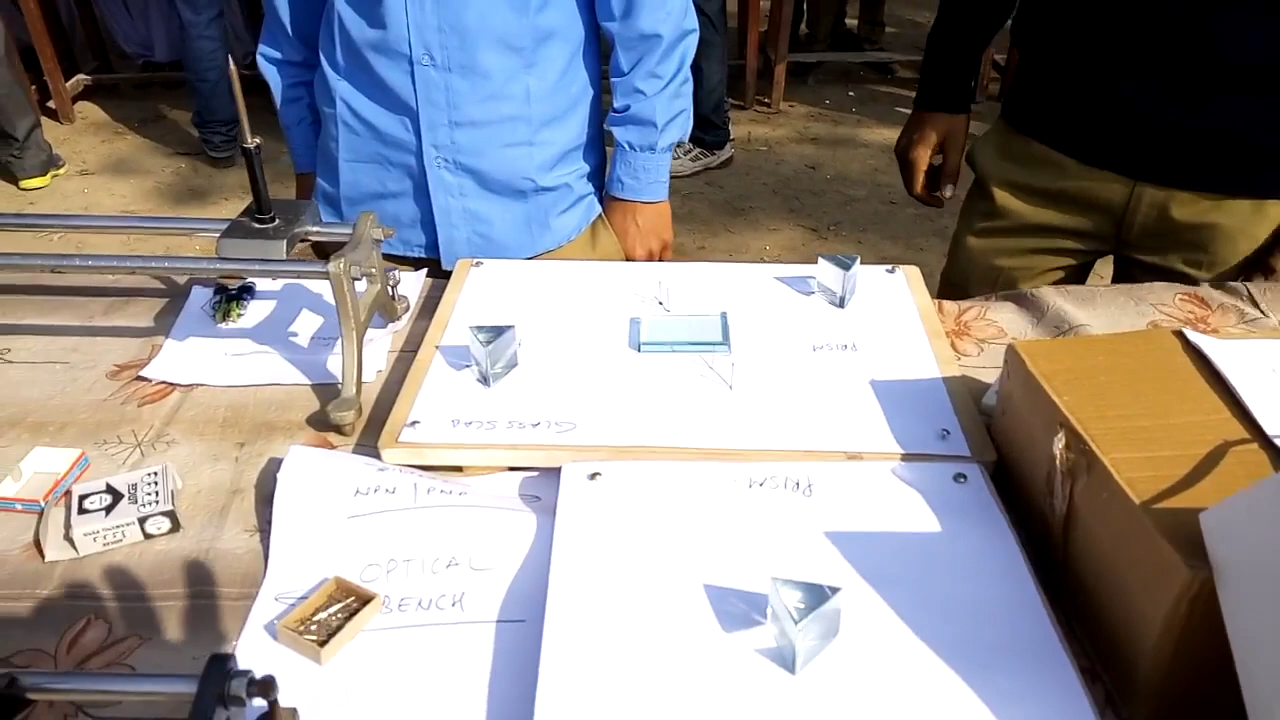 PRISM
GLASS SLAB
PRISM
NPN | PNP
OPTICAL
BENCH